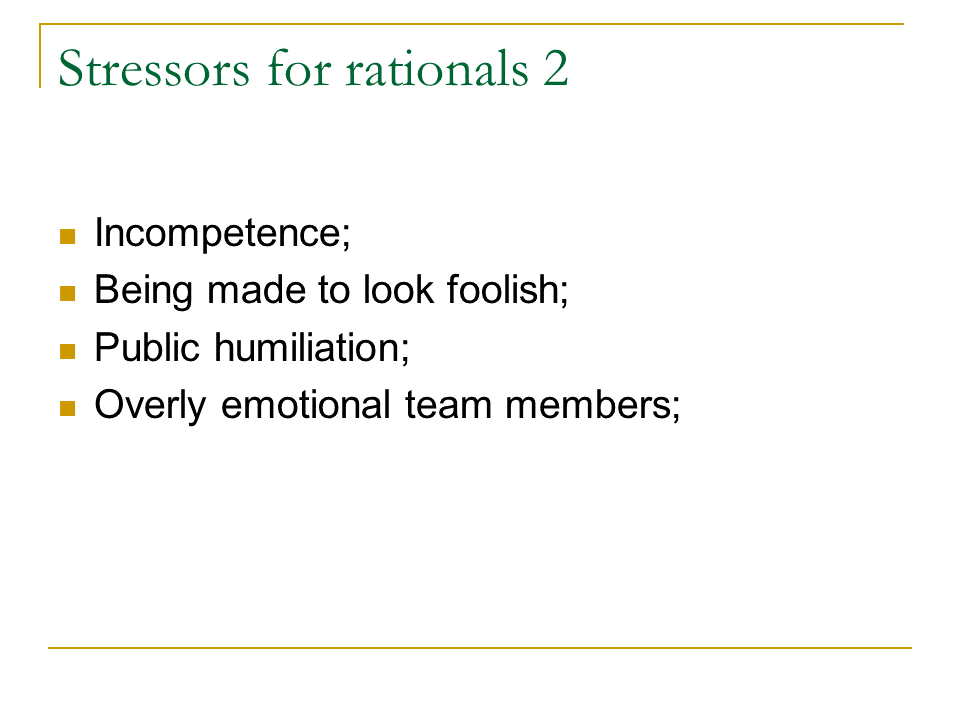 Stressors for rationals 2
Incompetence;
Being made to look foolish;
Public humiliation;
Overly emotional team members;